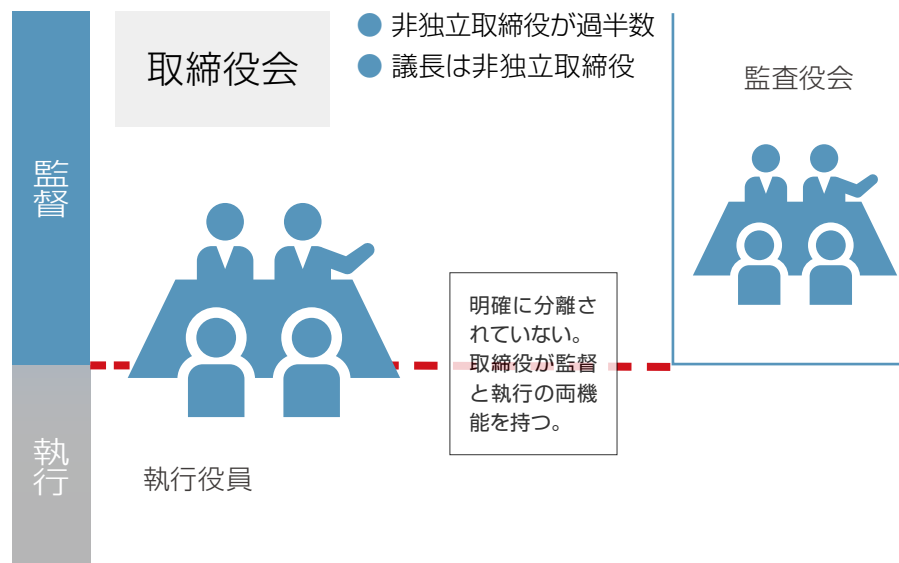 取締役会
● 非独立取締役が過半数
● 議長は非独立取締役
監査役会
監督
明確に分離さ
れていない。
取締役が監督
と執行の両機
能を持つ。
執行
執行役員